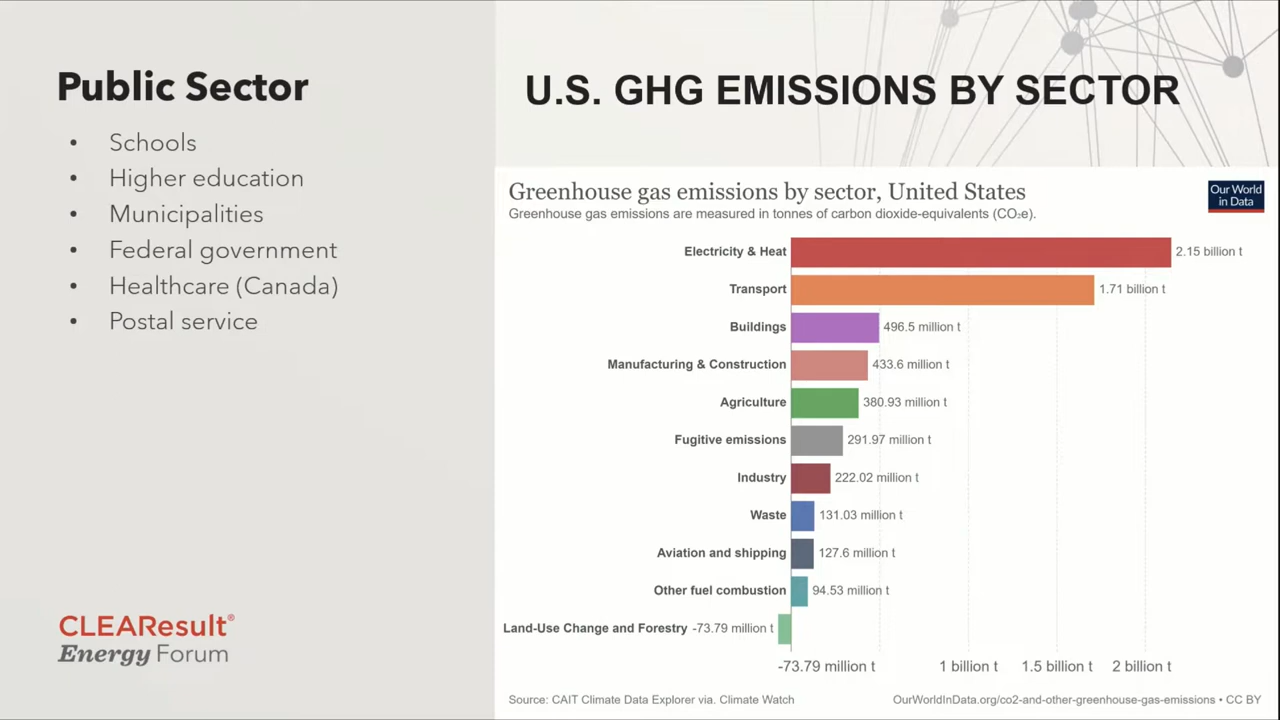 Public Sector
• Schools
• Higher education
• Municipalities
• Federal government
• Healthcare (Canada)
• Postal service
CLEAResult®
Energy Forum
U.S. GHG EMISSIONS BY SECTOR
Greenhouse gas emissions by sector, United States
Greenhouse gas emissions are measured in tonnes of carbon dioxide-equivalents (CO₂e).
Our World
in Data
Electricity & Heat 2.15 billion t
Transport 1.71 billion t
Buildings 496.5 million t
Manufacturing & Construction 433.6 million t
Agriculture 380.93 million t
Fugitive emissions 291.97 million t
Industry 222.02 million t
Waste 131.03 million t
Aviation and shipping 127.6 million t
Other fuel combustion 94.53 million t
Land-Use Change and Forestry -73.79 million t
-73.79 million t 1 billion t 1.5 billion t 2 billion t
Source: CAIT Climate Data Explorer via. Climate Watch
OurWorldInData.org/co2-and-other-greenhouse-gas-emissions • CC BY